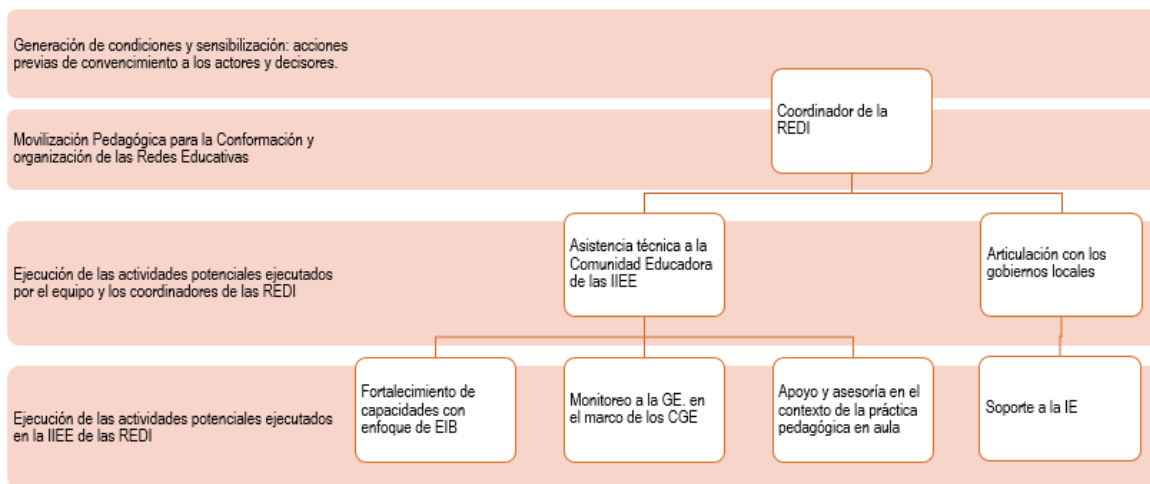 Generación de condiciones y sensibilización: acciones
previas de convencimiento a los actores y decisores.
Coordinador de la
REDI
Movilización Pedagógica para la Conformación y
organización de las Redes Educativas
Asistencia técnica a la
Comunidad Educadora
de las IIEE
Articulación con los
gobiernos locales
Ejecución de las actividades potenciales ejecutados
por el equipo y los coordinadores de las REDI
Fortalecimiento de
capacidades con
enfoque de EIB
Monitoreo a la GE. en
el marco de los CGE
Apoyo y asesoría en el
contexto de la práctica
pedagógica en aula
Soporte a la IE
Ejecución de las actividades potenciales ejecutados
en la IIEE de las REDI